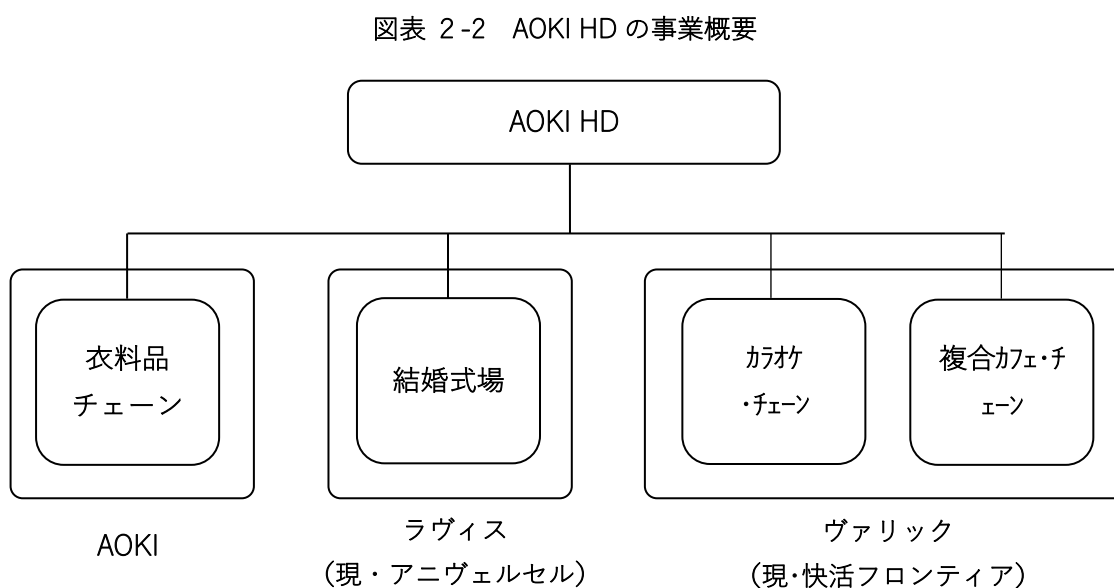 図表 2-2 AOKI HD の事業概要
AOKI HD
衣料品
チェーン
結婚式場
ｶﾗｵｹ
・ﾁｪｰﾝ
複合ｶﾌｪ・ﾁ
ｪｰﾝ
AOKI
ラヴィス
(現・アニヴェルセル)
ヴァリック
(現・快活フロンティア)